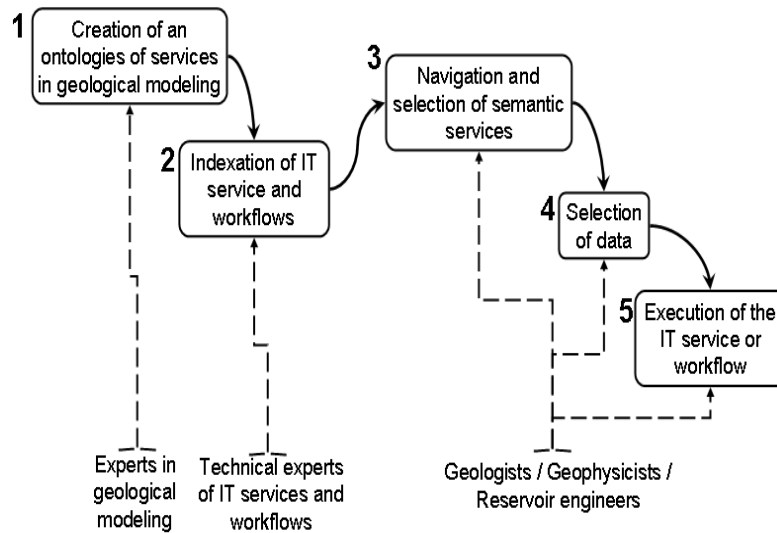 1
Creation of an
ontologies of services
in geological modeling
2
Indexation of IT
service and
workflows
3
Navigation and
selection of semantic
services
4
Selection
of data
5
Execution of the
IT service or
workflow
Experts in
geological
modeling
Technical experts
of IT services and
workflows
Geologists / Geophysicists /
Reservoir engineers